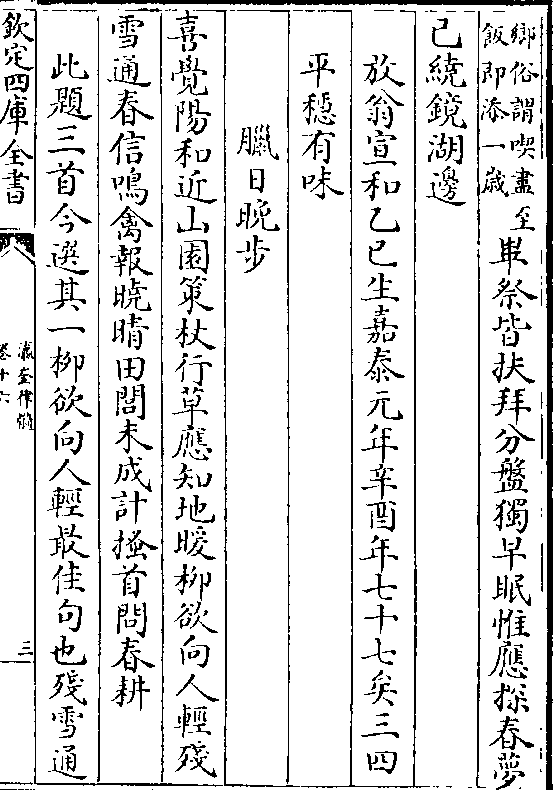 鄉俗謂喫盡
飯即添一歲
至畢祭皆扶拜分盤獨早眠惟應探春夢
已繞鏡湖邊
放翁宣和乙巳生嘉泰元年辛酉年七十七矣三四
平穩有味
臘日晚步
喜覺陽和近山園策杖行草應知地暖柳欲向人輕殘
雪通春信鳴禽報曉晴田閭未成計搔首問春耕
此題三首今選其一柳欲向人輕最佳句也殘雪通
欽定四庫全書
瀛奎律髓
卷十六
三